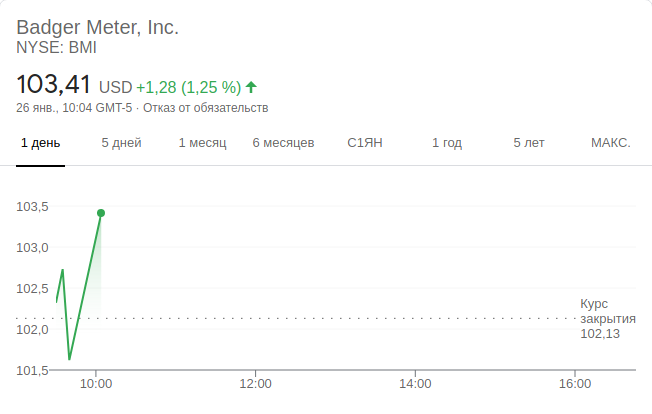 Badger Meter, Inc.
NYSE: BMI
103,41 USD +1,28 (1,25 %)
26 янв., 10:04 GMT-5 · Отказ от обязательств
1 день 5 дней 1 месяц 6 месяцев С1ЯН 1 год 5 лет МАКС.
103,5
103,0
102,5
Курс
закрытия
102,13
102,0
101,5
10:00 12:00 14:00 16:00